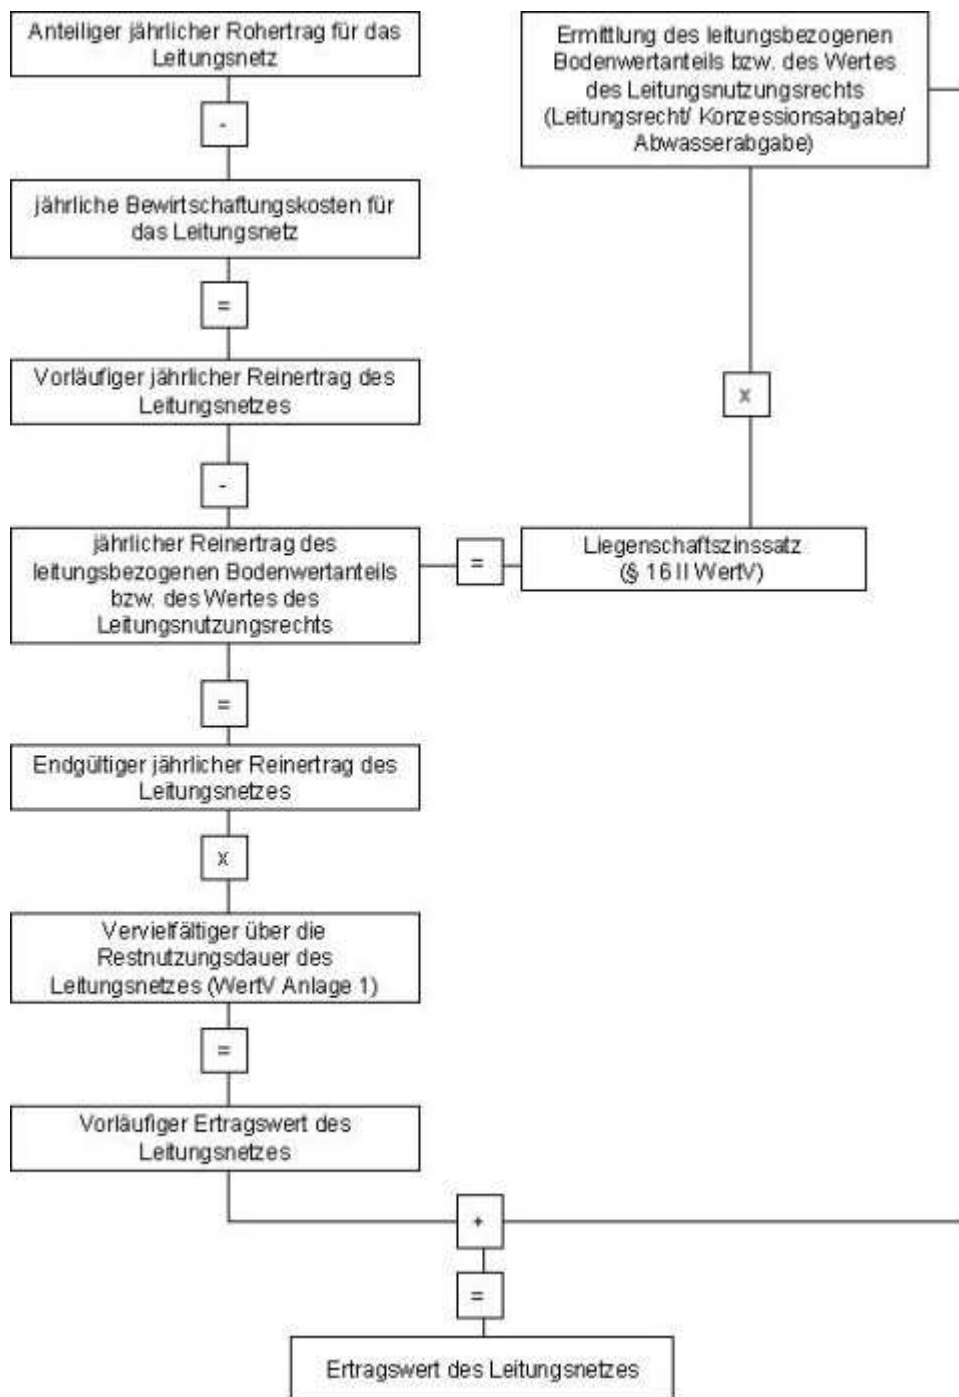 Anteiliger jährlicher Rohertrag für das
Leitungsnetz
-
jährliche Bewirtschaftungskosten für
das Leitungsnetz
=
Vorläufiger jährlicher Reinertrag des
Leitungsnetzes
-
jährlicher Reinertrag des
leitungsbezogenen Bodenwertanteils
bzw. des Wertes des
Leitungsnutzungsrechts
=
Endgültiger jährlicher Reinertrag des
Leitungsnetzes
x
Vervielfältiger über die
Restnutzungsdauer des
Leitungsnetzes (WertV Anlage 1)
=
Vorläufiger Ertragswert des
Leitungsnetzes
Ermittlung des leitungsbezogenen
Bodenwertanteils bzw. des Wertes
des Leitungsnutzungsrechts
(Leitungsrecht/ Konzessionsabgabe/
Abwasserabgabe)
x
Liegenschaftszinssatz
(§ 16 II WertV)
=
+
=
Ertragswert des Leitungsnetzes